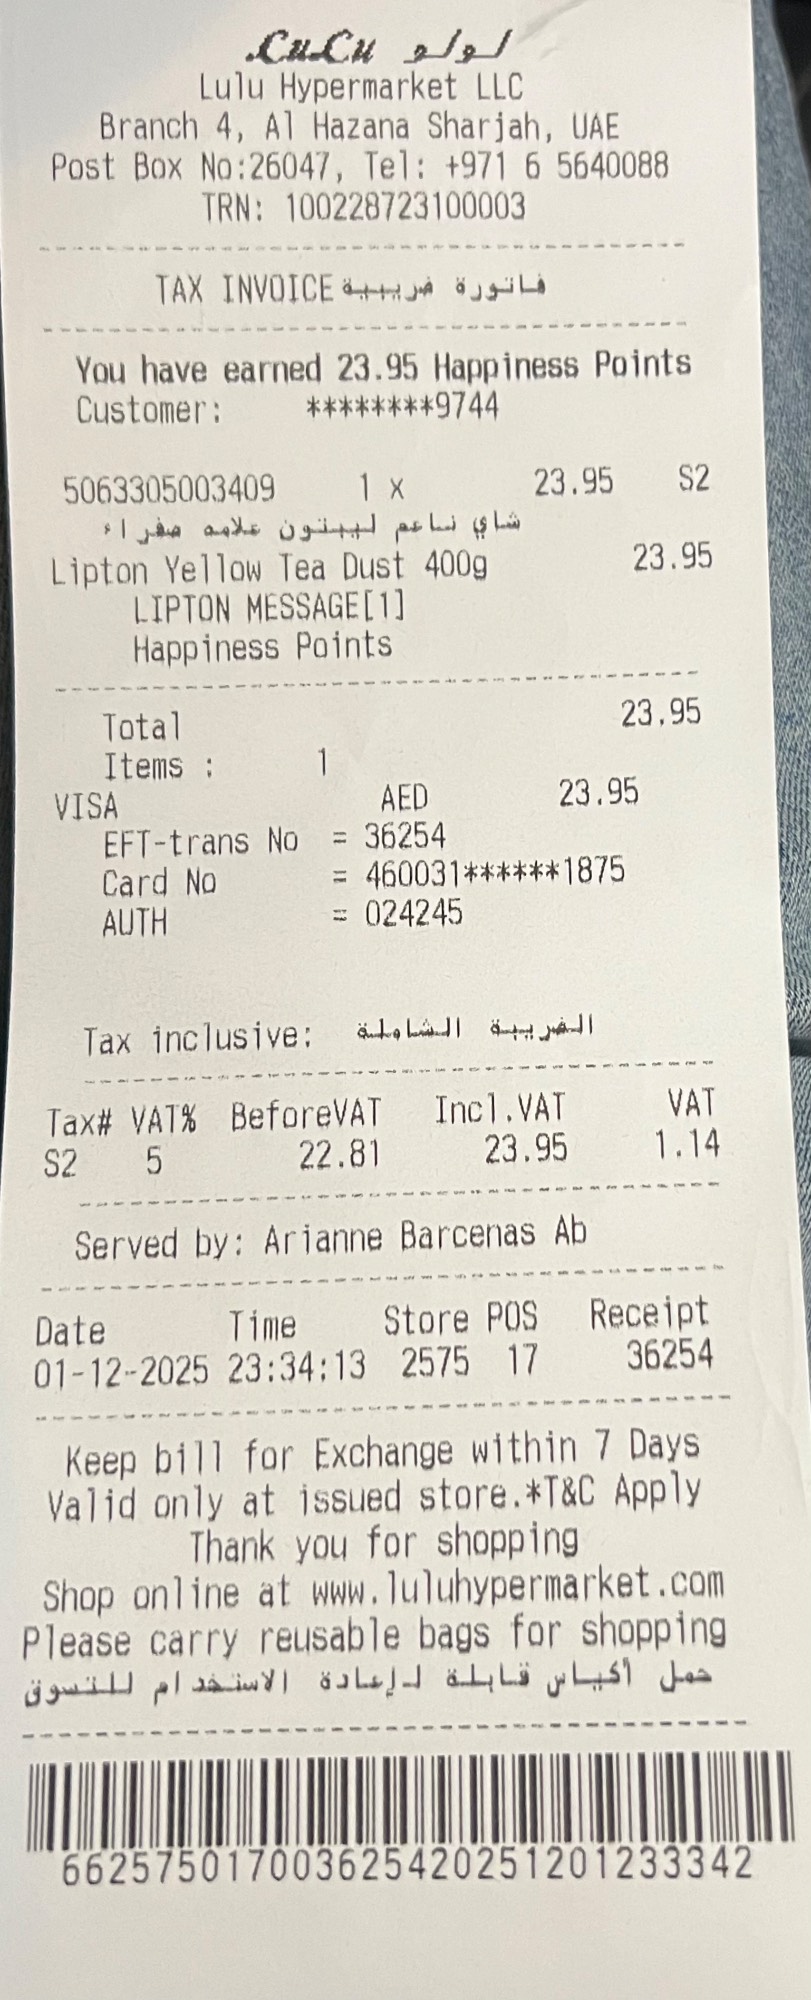 LuLu لولو
Lulu Hypermarket LLC
Branch 4, Al Hazana Sharjah, UAE
Post Box No:26047, Tel: +971 6 5640088
TRN: 100228723100003
TAX INVOICE فاتورة ضريبية
You have earned 23.95 Happiness Points
Customer: ********9744
5063305003409 1 x 23.95 S2
شاي ناعم ليبتون علامه صفراء
Lipton Yellow Tea Dust 400g 23.95
LIPTON MESSAGE[1]
Happiness Points
Total 23.95
Items : 1
VISA AED 23.95
EFT-trans No = 36254
Card No = 460031******1875
AUTH = 024245
Tax inclusive: الضريبة الشاملة
Tax# VAT% BeforeVAT Incl.VAT VAT
S2 5 22.81 23.95 1.14
Served by: Arianne Barcenas Ab
Date Time Store POS Receipt
01-12-2025 23:34:13 2575 17 36254
Keep bill for Exchange within 7 Days
Valid only at issued store.*T&C Apply
Thank you for shopping
Shop online at www.luluhypermarket.com
Please carry reusable bags for shopping
حمل أكياس قابلة لإعادة الاستخدام للتسوق
662575017003625420251201233342